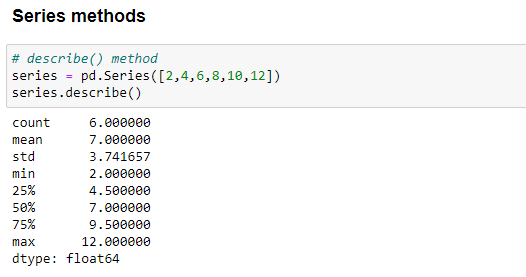 Series methods
# describe() method
series = pd.Series([2,4,6,8,10,12])
series.describe()
count 6.000000
mean 7.000000
std 3.741657
min 2.000000
25% 4.500000
50% 7.000000
75% 9.500000
max 12.000000
dtype: float64